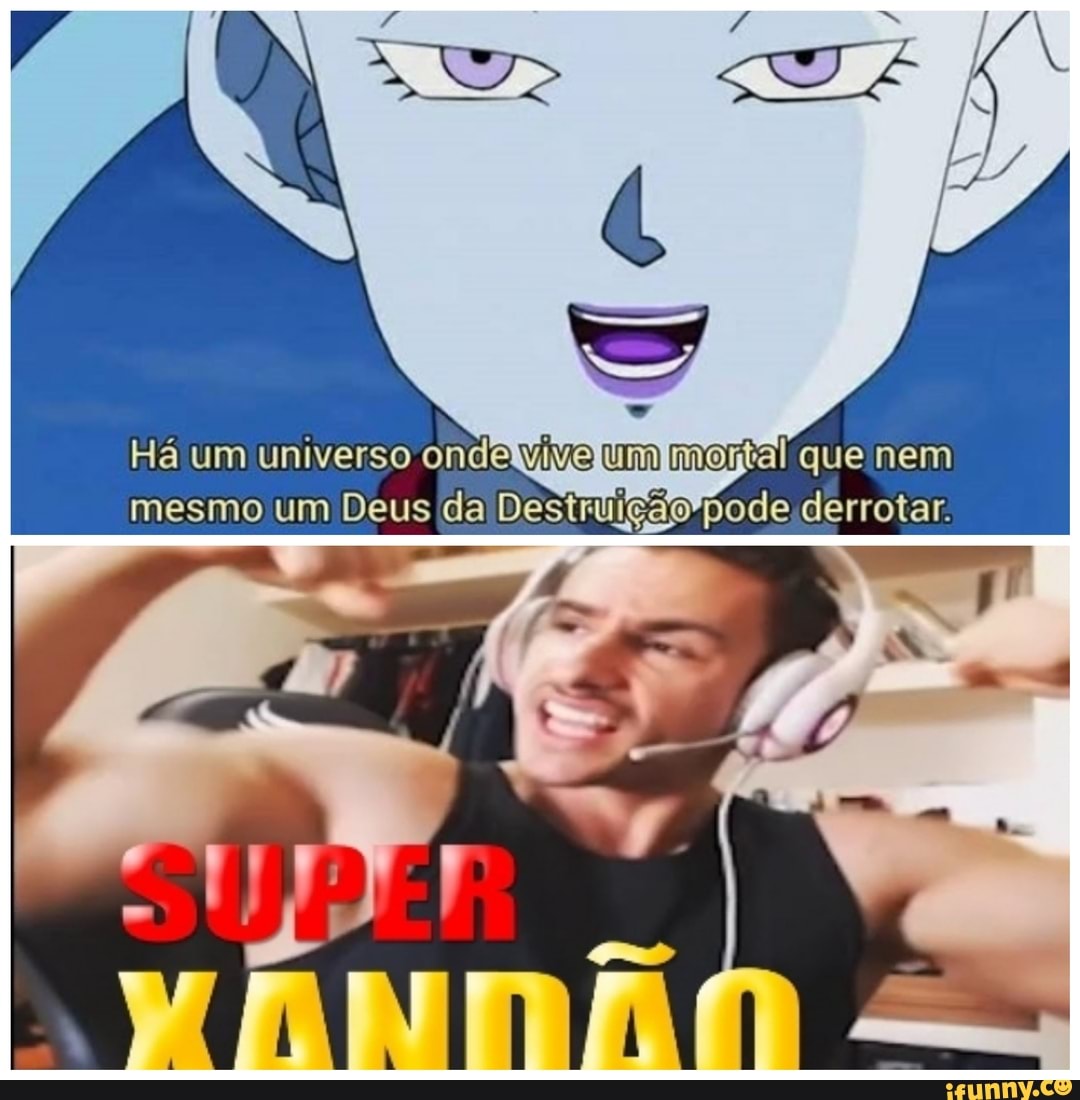 Há um universo onde vive um mortal que nem
mesmo um Deus da Destruição pode derrotar.
SUPER
XANDÃO
ifunny.co